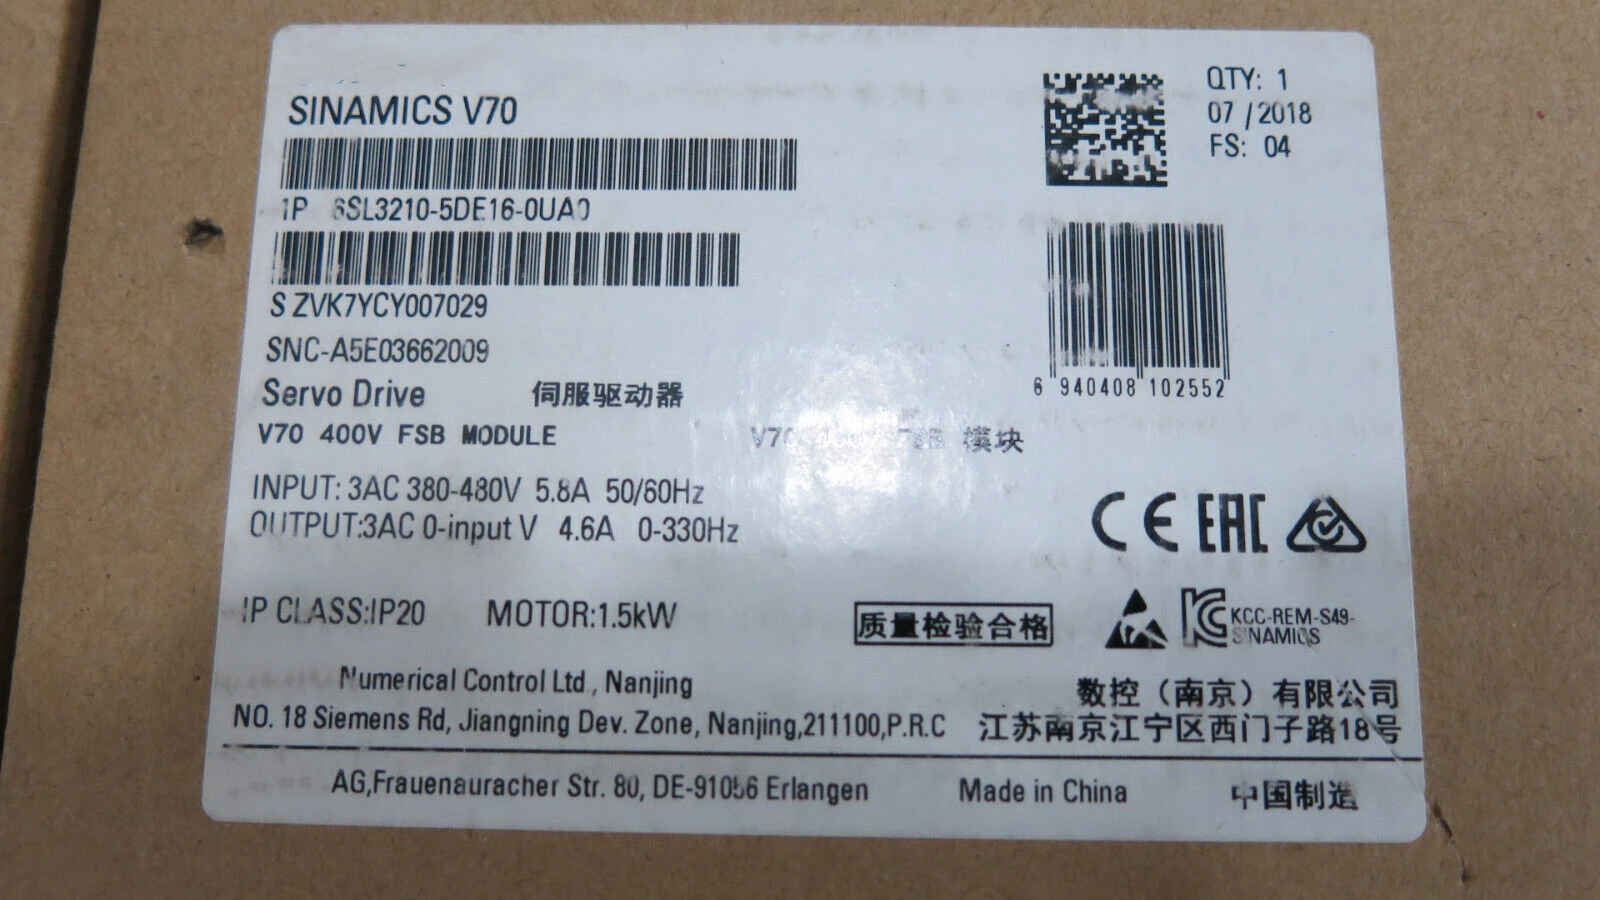 SINAMICS V70
QTY: 1
07/2018
FS: 04
1P 6SL3210-5DE16-0UA0
S ZVK7YCY007029
SNC-A5E03662009
6 940408 102552
Servo Drive 伺服驱动器
V70 400V FSB MODULE 模块
INPUT: 3AC 380-480V 5.8A 50/60Hz
OUTPUT:3AC 0-input V 4.6A 0-330Hz
CE EAC
IP CLASS:IP20 MOTOR:1.5kW
质量检验合格
KCC-REM-S49-
SINAMICS
Numerical Control Ltd., Nanjing 数控（南京）有限公司
NO. 18 Siemens Rd, Jiangning Dev. Zone, Nanjing,211100,P.R.C 江苏南京江宁区西门子路18号
AG,Frauenauracher Str. 80, DE-91056 Erlangen Made in China 中国制造